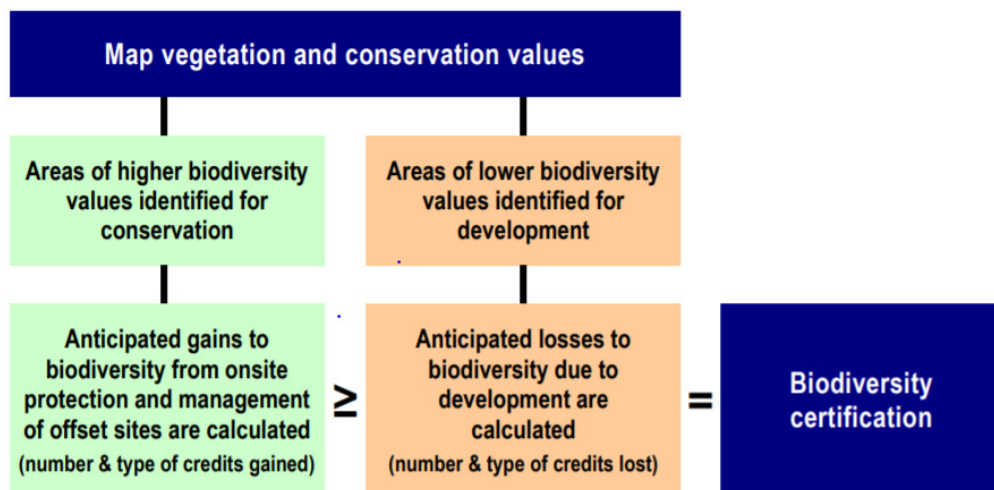 Map vegetation and conservation values
Areas of higher biodiversity
values identified for
conservation
Areas of lower biodiversity
values identified for
development
Anticipated gains to
biodiversity from onsite
protection and management
of offset sites are calculated
(number & type of credits gained)
≥
Anticipated losses to
biodiversity due to
development are
calculated
(number & type of credits lost)
=
Biodiversity
certification